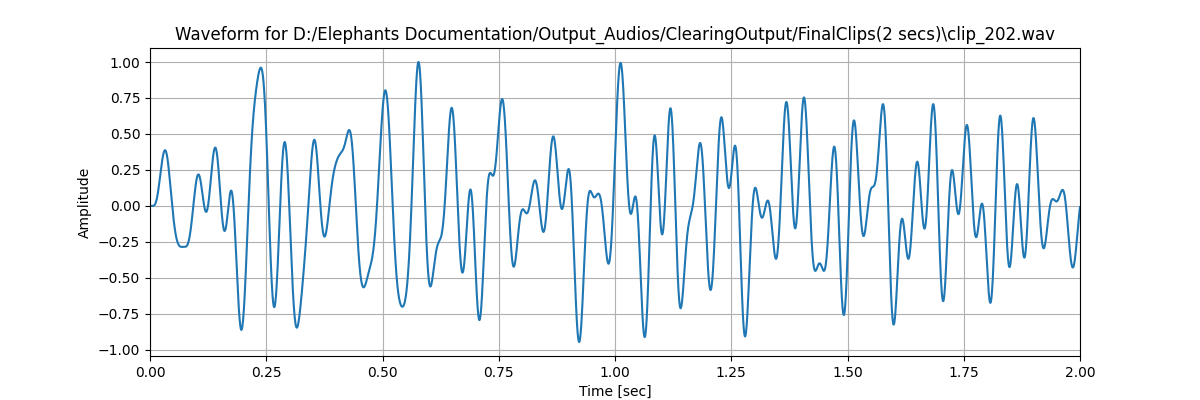 Waveform for D:/Elephants Documentation/Output_Audios/ClearingOutput/FinalClips(2 secs)\clip_202.wav
Amplitude
1.00
0.75
0.50
0.25
0.00
−0.25
−0.50
−0.75
−1.00
0.00 0.25 0.50 0.75 1.00 1.25 1.50 1.75 2.00
Time [sec]